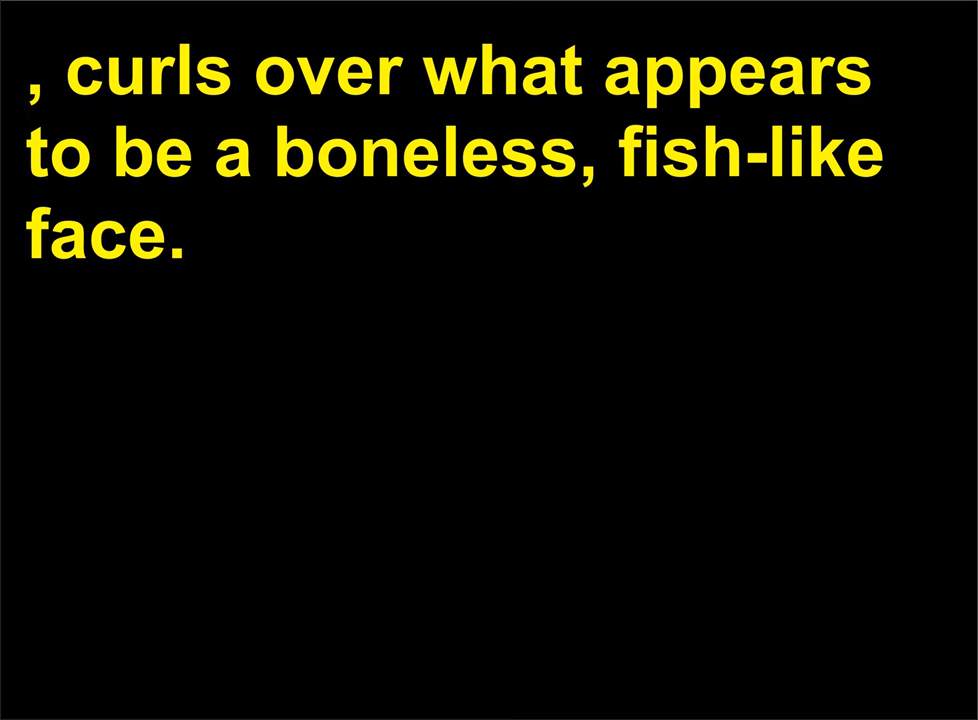 , curls over what appears
to be a boneless, fish-like
face.